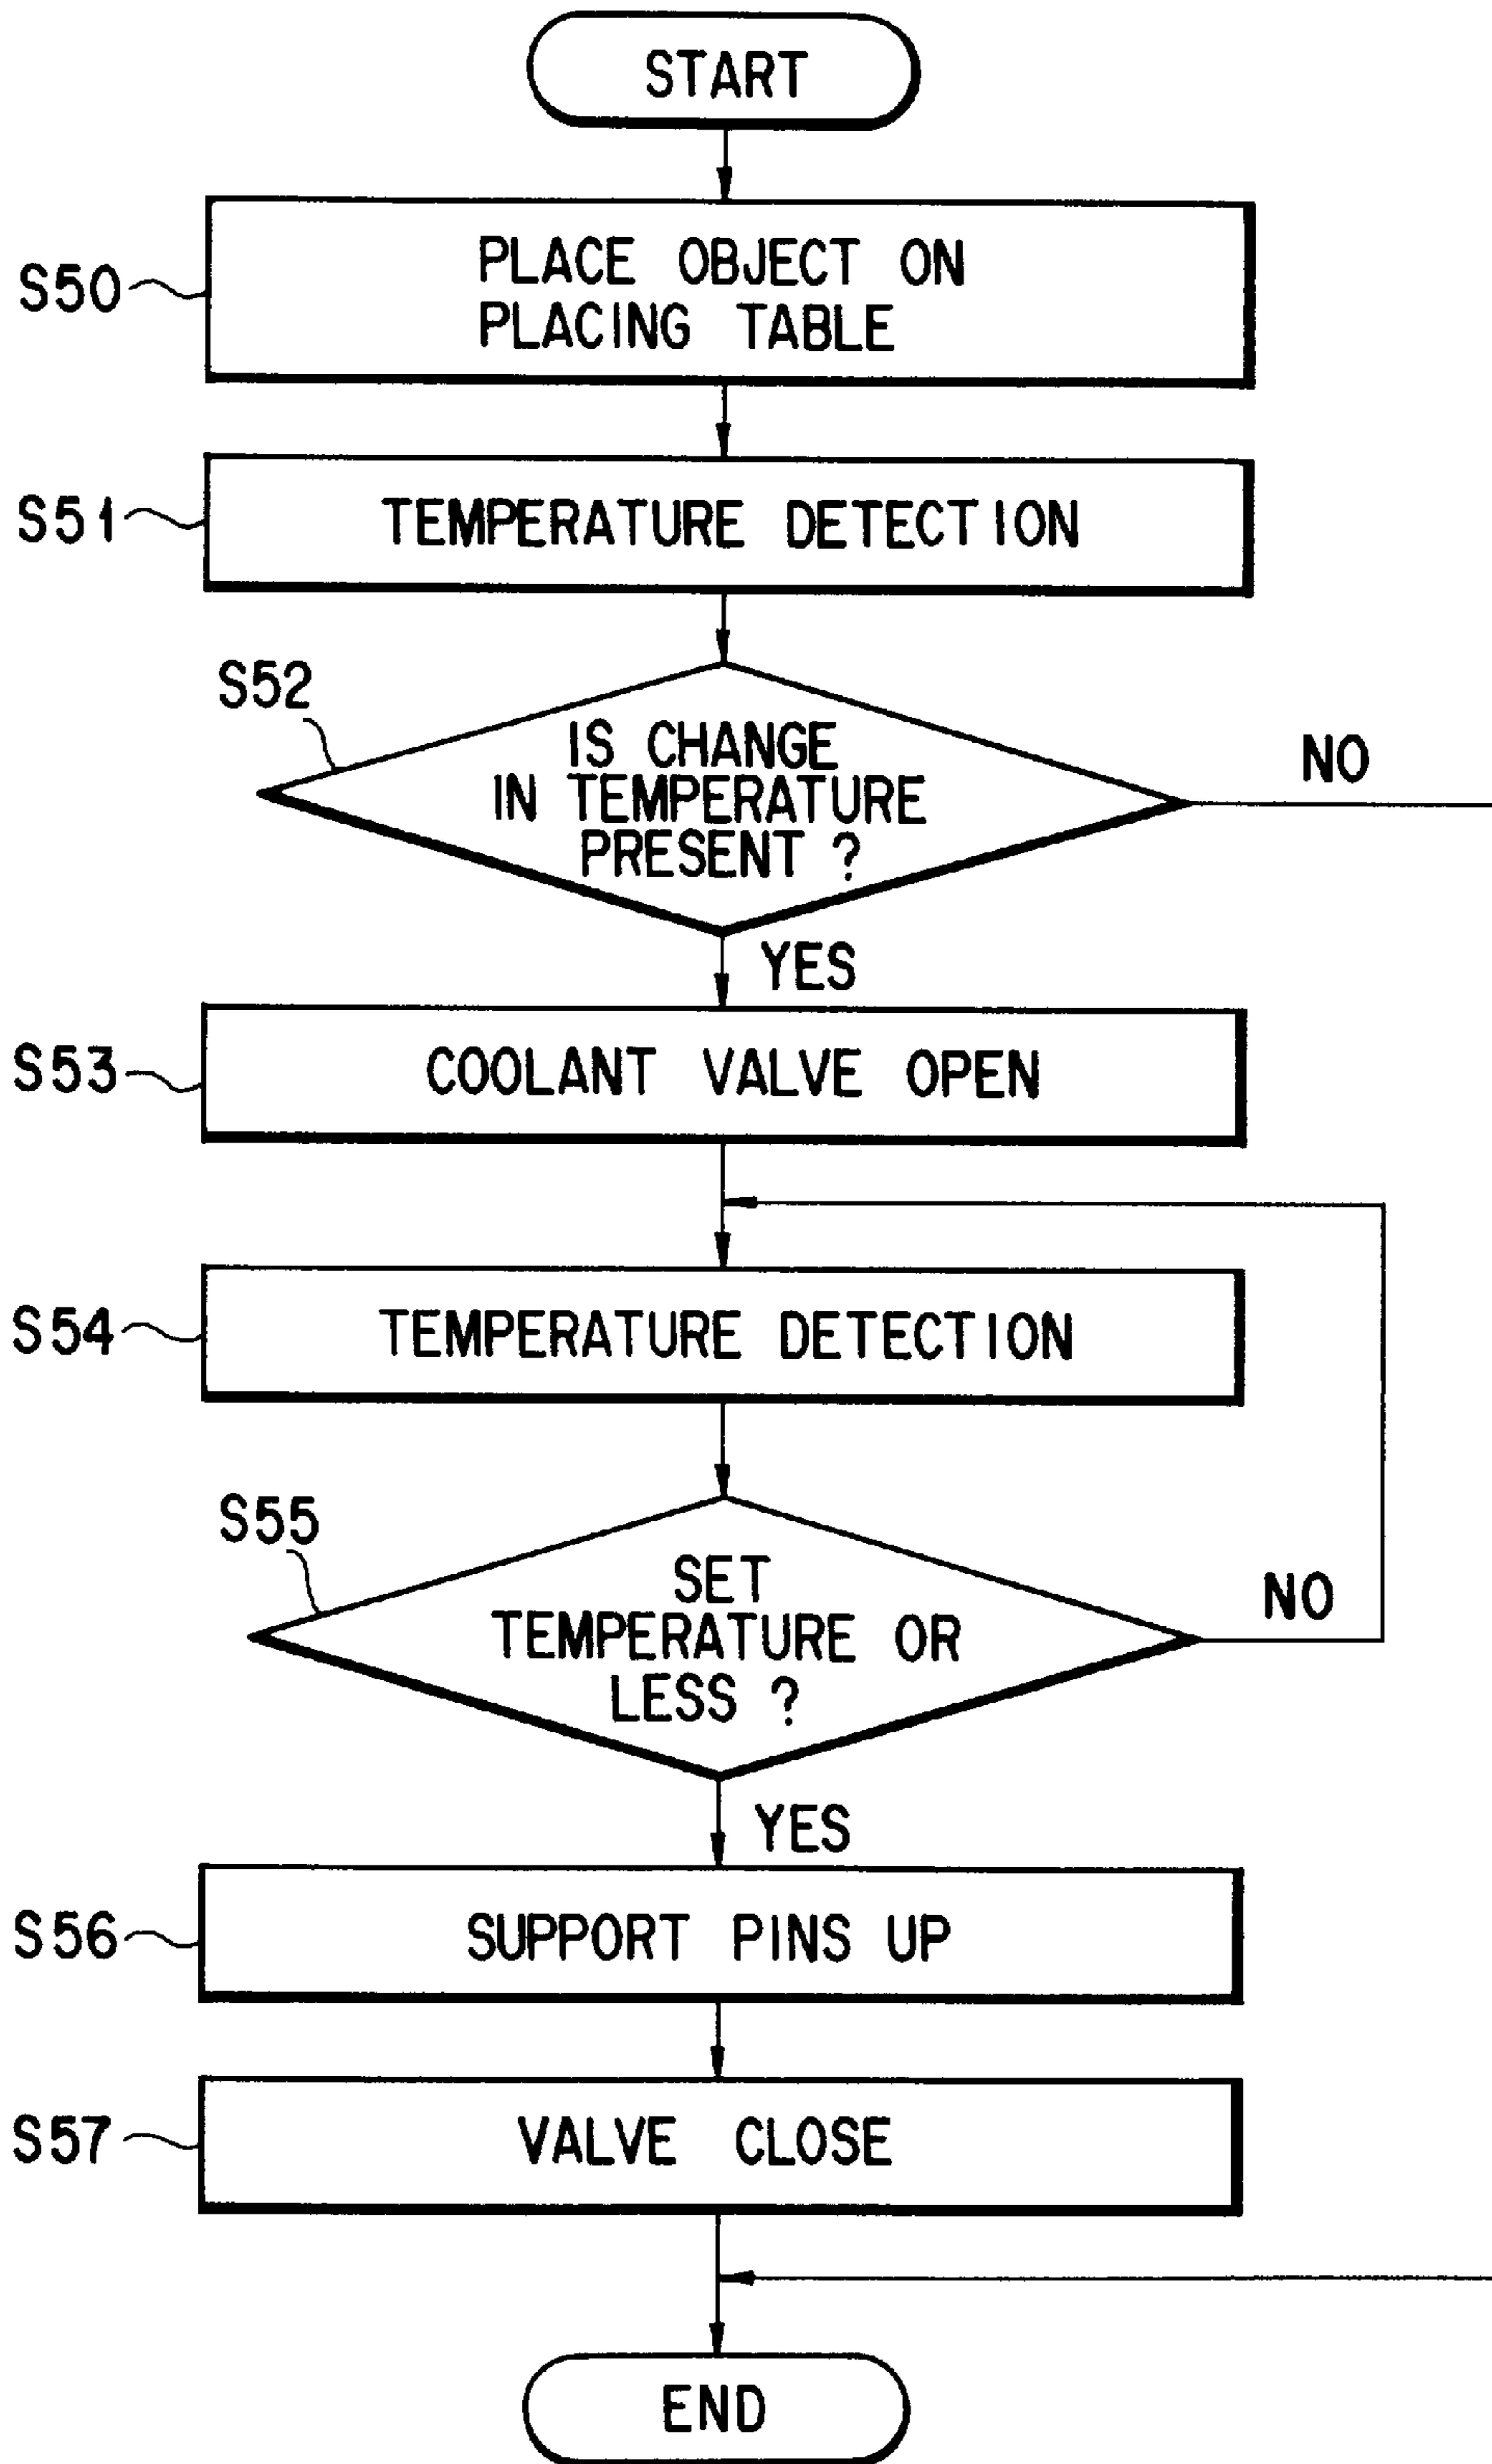 START
S50
PLACE OBJECT ON
PLACING TABLE
S51
TEMPERATURE DETECTION
S52
IS CHANGE
IN TEMPERATURE
PRESENT ?
NO
YES
S53
COOLANT VALVE OPEN
S54
TEMPERATURE DETECTION
S55
SET
TEMPERATURE OR
LESS ?
NO
YES
S56
SUPPORT PINS UP
S57
VALVE CLOSE
END